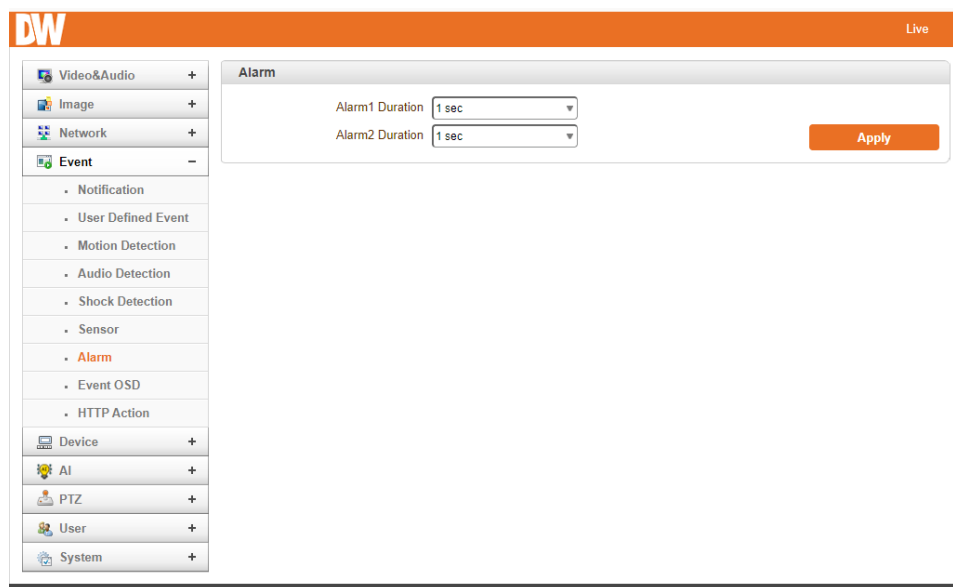 DW
Live
Video&Audio +
Image +
Network +
Event −
Notification
User Defined Event
Motion Detection
Audio Detection
Shock Detection
Sensor
Alarm
Event OSD
HTTP Action
Device +
AI +
PTZ +
User +
System +
Alarm
Alarm1 Duration 1 sec
Alarm2 Duration 1 sec
Apply